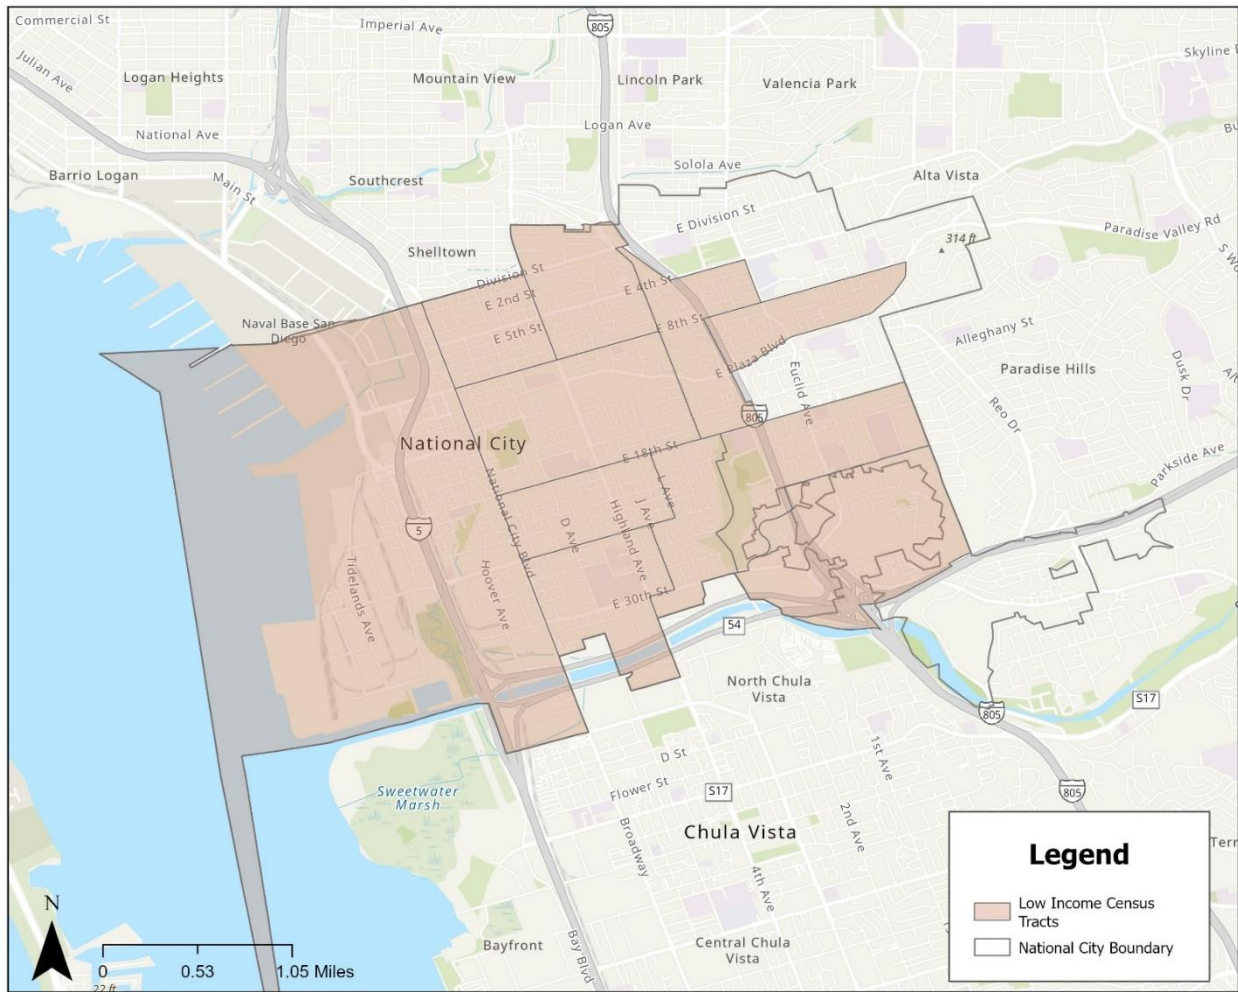 Commercial St
Imperial Ave
805
Julian Ave
Logan Heights
Mountain View
Lincoln Park
Valencia Park
Skyline D
National Ave
Logan Ave
Bu
Barrio Logan
Main St
Southcrest
Solola Ave
Alta Vista
E Division St
Paradise Valley Rd
314 ft
S Wo
Shelltown
Division St
E 2nd St
E 4th St
E 5th St
E 8th St
Naval Base San
Diego
Alleghany St
E Plaza Blvd
Euclid Ave
Paradise Hills
Dusk Dr
Alt
Reo Dr
805
National City
E 18th St
Parkside Ave
National City Blvd
L Ave
J Ave
Highland Ave
D Ave
5
Tidelands Ave
Hoover Ave
E 30th St
54
North Chula
Vista
S17
805
1st Ave
D St
Sweetwater
Marsh
Flower St
S17
805
2nd Ave
Chula Vista
Broadway
4th Ave
Bay Blvd
Bayfront
Central Chula
Vista
Terr
Legend
Low Income Census
Tracts
National City Boundary
N
0
0.53
1.05 Miles
22 ft